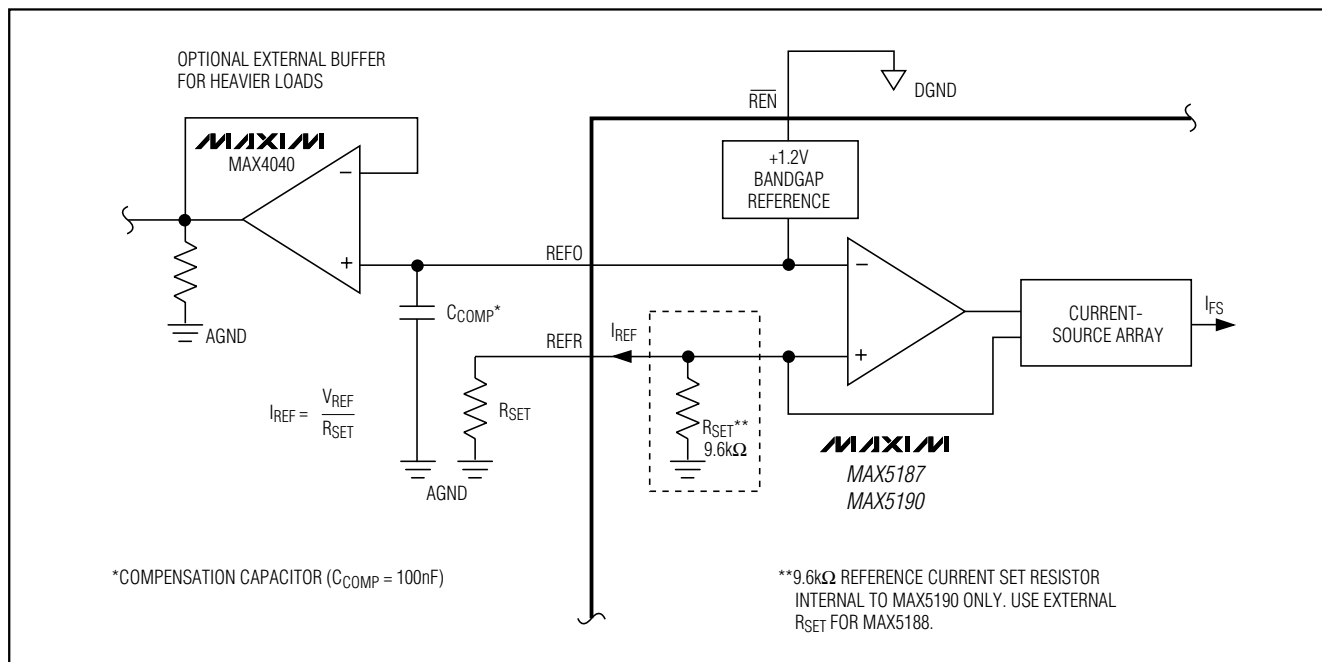 OPTIONAL EXTERNAL BUFFER
FOR HEAVIER LOADS
MAXIM
MAX4040
−
+
AGND
REN
DGND
+1.2V
BANDGAP
REFERENCE
REFO
CCOMP*
REFR
IREF
−
+
CURRENT-
SOURCE ARRAY
IFS
IREF = VREF
RSET
RSET
AGND
RSET**
9.6kΩ
MAXIM
MAX5187
MAX5190
*COMPENSATION CAPACITOR (CCOMP = 100nF)
**9.6kΩ REFERENCE CURRENT SET RESISTOR
INTERNAL TO MAX5190 ONLY. USE EXTERNAL
RSET FOR MAX5188.